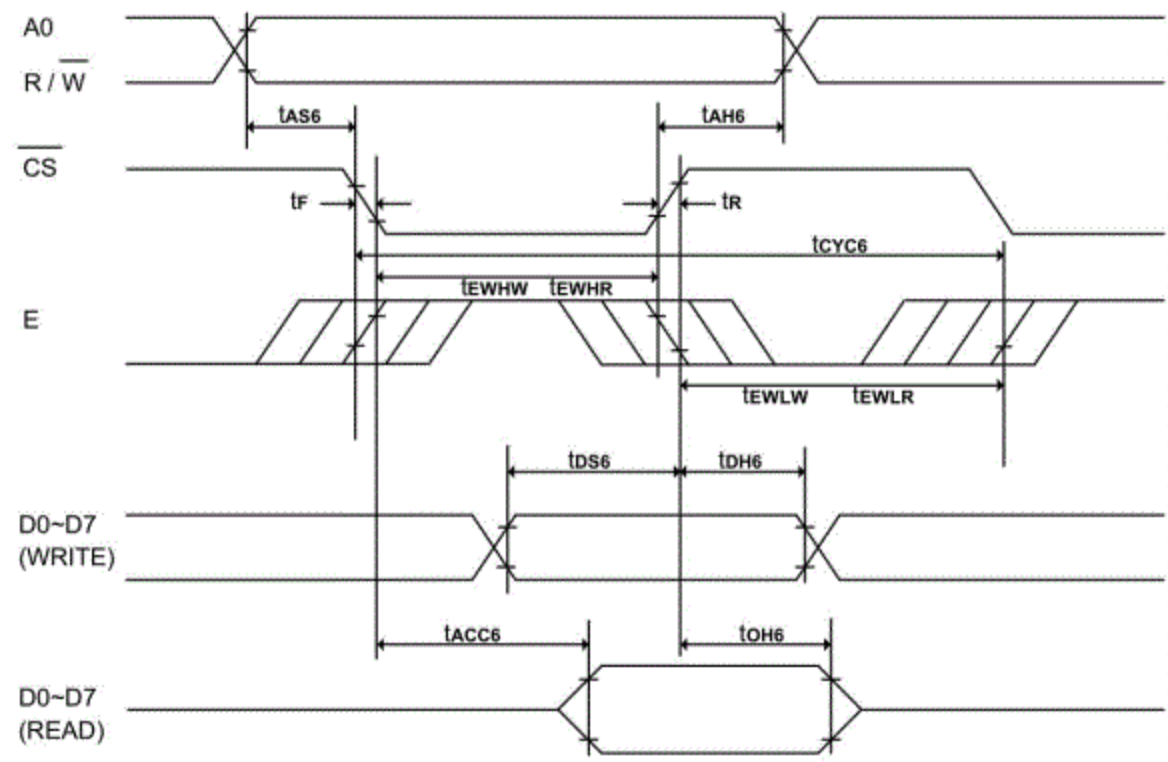 A0
R / W
tAS6
tAH6
CS
tF
tR
tCYC6
tEWHW tEWHR
E
tEWLW tEWLR
tDS6
tDH6
D0~D7
(WRITE)
tACC6
tOH6
D0~D7
(READ)